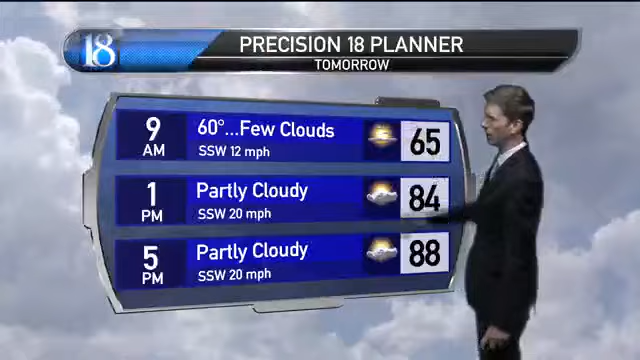 18
PRECISION 18 PLANNER
TOMORROW
9 AM
60°...Few Clouds
SSW 12 mph
65
1 PM
Partly Cloudy
SSW 20 mph
84
5 PM
Partly Cloudy
SSW 20 mph
88